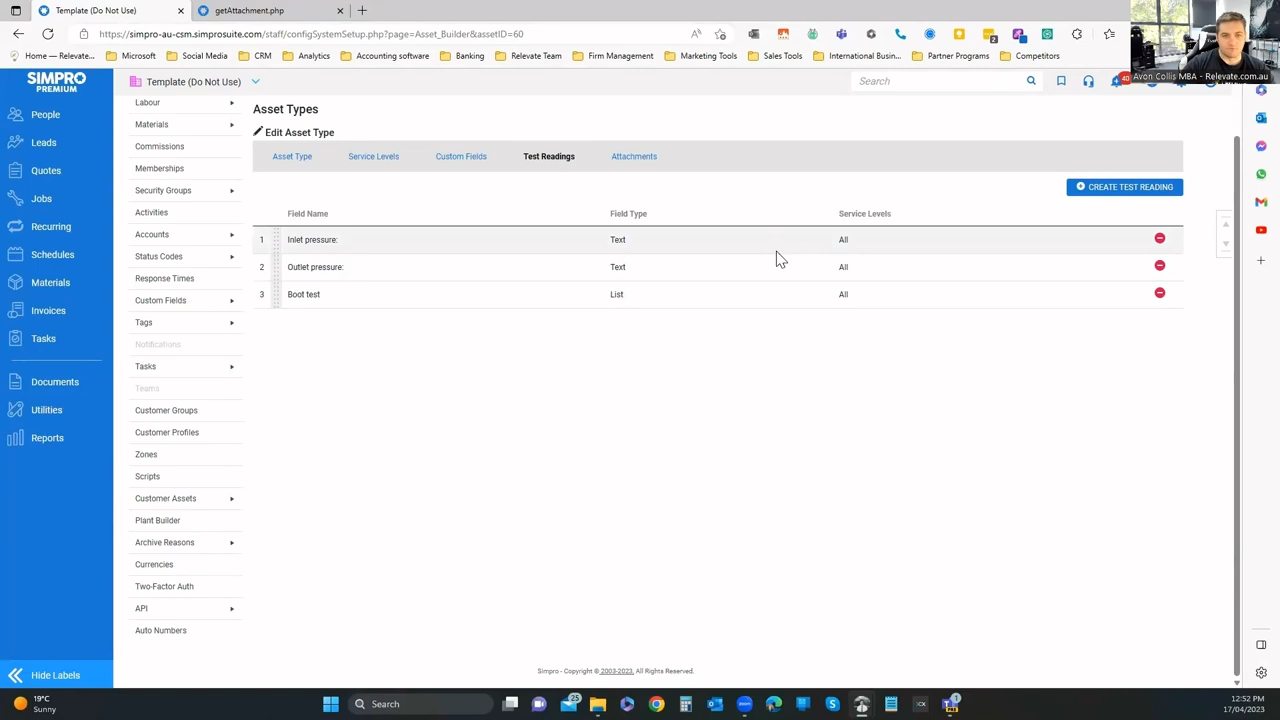 Template (Do Not Use)
getAttachment.php
https://simpro-au-csm.simprosuite.com/staff/configSystemSetup.php?page=Asset_Builder&assetID=60
Home — Relevate...
Microsoft
Social Media
CRM
Analytics
Accounting software
Banking
Relevate Team
Firm Management
Marketing Tools
Sales Tools
International Busin...
Partner Programs
Competitors
Avon Collis MBA - Relevate.com.au
SIMPRO
PREMIUM
Template (Do Not Use)
Search
40
People
Leads
Quotes
Jobs
Recurring
Schedules
Materials
Invoices
Tasks
Documents
Utilities
Reports
Hide Labels
Labour
Materials
Commissions
Memberships
Security Groups
Activities
Accounts
Status Codes
Response Times
Custom Fields
Tags
Notifications
Tasks
Teams
Customer Groups
Customer Profiles
Zones
Scripts
Customer Assets
Plant Builder
Archive Reasons
Currencies
Two-Factor Auth
API
Auto Numbers
Asset Types
Edit Asset Type
Asset Type Service Levels Custom Fields Test Readings Attachments
CREATE TEST READING
Field Name Field Type Service Levels
1 Inlet pressure: Text All
2 Outlet pressure: Text All
3 Boot test List All
Simpro - Copyright © 2003-2023. All Rights Reserved.
19°C
Sunny
Search
25
1
12:52 PM
17/04/2023